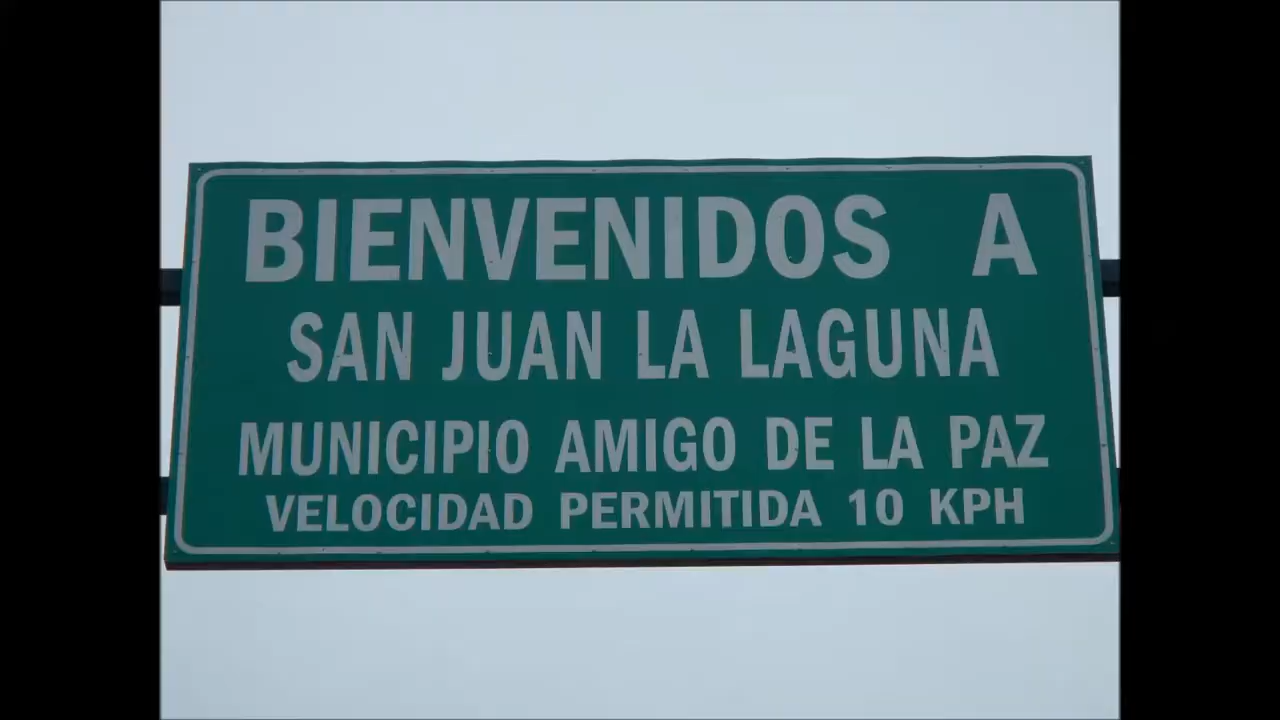 BIENVENIDOS A
SAN JUAN LA LAGUNA
MUNICIPIO AMIGO DE LA PAZ
VELOCIDAD PERMITIDA 10 KPH